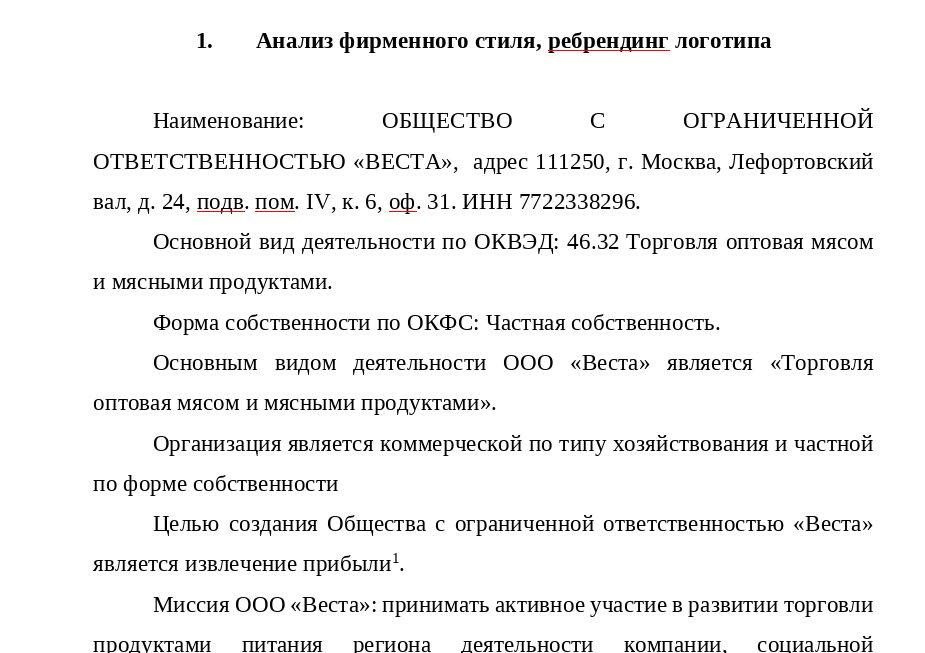 1. Анализ фирменного стиля, ребрендинг логотипа
Наименование: ОБЩЕСТВО С ОГРАНИЧЕННОЙ
ОТВЕТСТВЕННОСТЬЮ «ВЕСТА», адрес 111250, г. Москва, Лефортовский
вал, д. 24, подв. пом. IV, к. 6, оф. 31. ИНН 7722338296.
Основной вид деятельности по ОКВЭД: 46.32 Торговля оптовая мясом
и мясными продуктами.
Форма собственности по ОКФС: Частная собственность.
Основным видом деятельности ООО «Веста» является «Торговля
оптовая мясом и мясными продуктами».
Организация является коммерческой по типу хозяйствования и частной
по форме собственности
Целью создания Общества с ограниченной ответственностью «Веста»
является извлечение прибыли¹.
Миссия ООО «Веста»: принимать активное участие в развитии торговли
продуктами питания региона деятельности компании, социальной